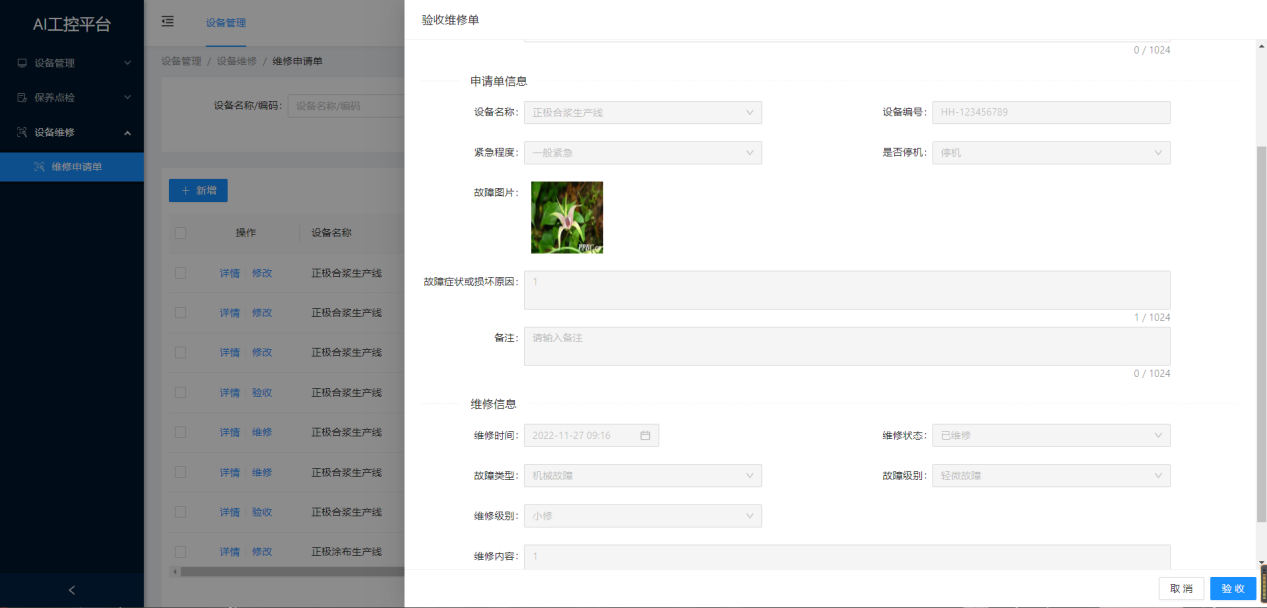 AI工控平台
设备管理
保养点检
设备维修
维修申请单
设备管理
设备管理 / 设备维修 / 维修申请单
设备名称/编码: 设备名称/编码
+ 新增
操作 设备名称
详情 修改 正极合浆生产线
详情 修改 正极合浆生产线
详情 修改 正极合浆生产线
详情 验收 正极合浆生产线
详情 维修 正极合浆生产线
详情 维修 正极合浆生产线
详情 验收 正极合浆生产线
详情 修改 正极涂布生产线
验收维修单
0 / 1024
申请单信息
设备名称: 正极合浆生产线 设备编号: HH-123456789
紧急程度: 一般紧急 是否停机: 停机
故障图片:
故障症状或损坏原因: 1
1 / 1024
备注: 请输入备注
0 / 1024
维修信息
维修时间: 2022-11-27 09:16 维修状态: 已维修
故障类型: 机械故障 故障级别: 轻微故障
维修级别: 小修
维修内容: 1
取 消 验 收